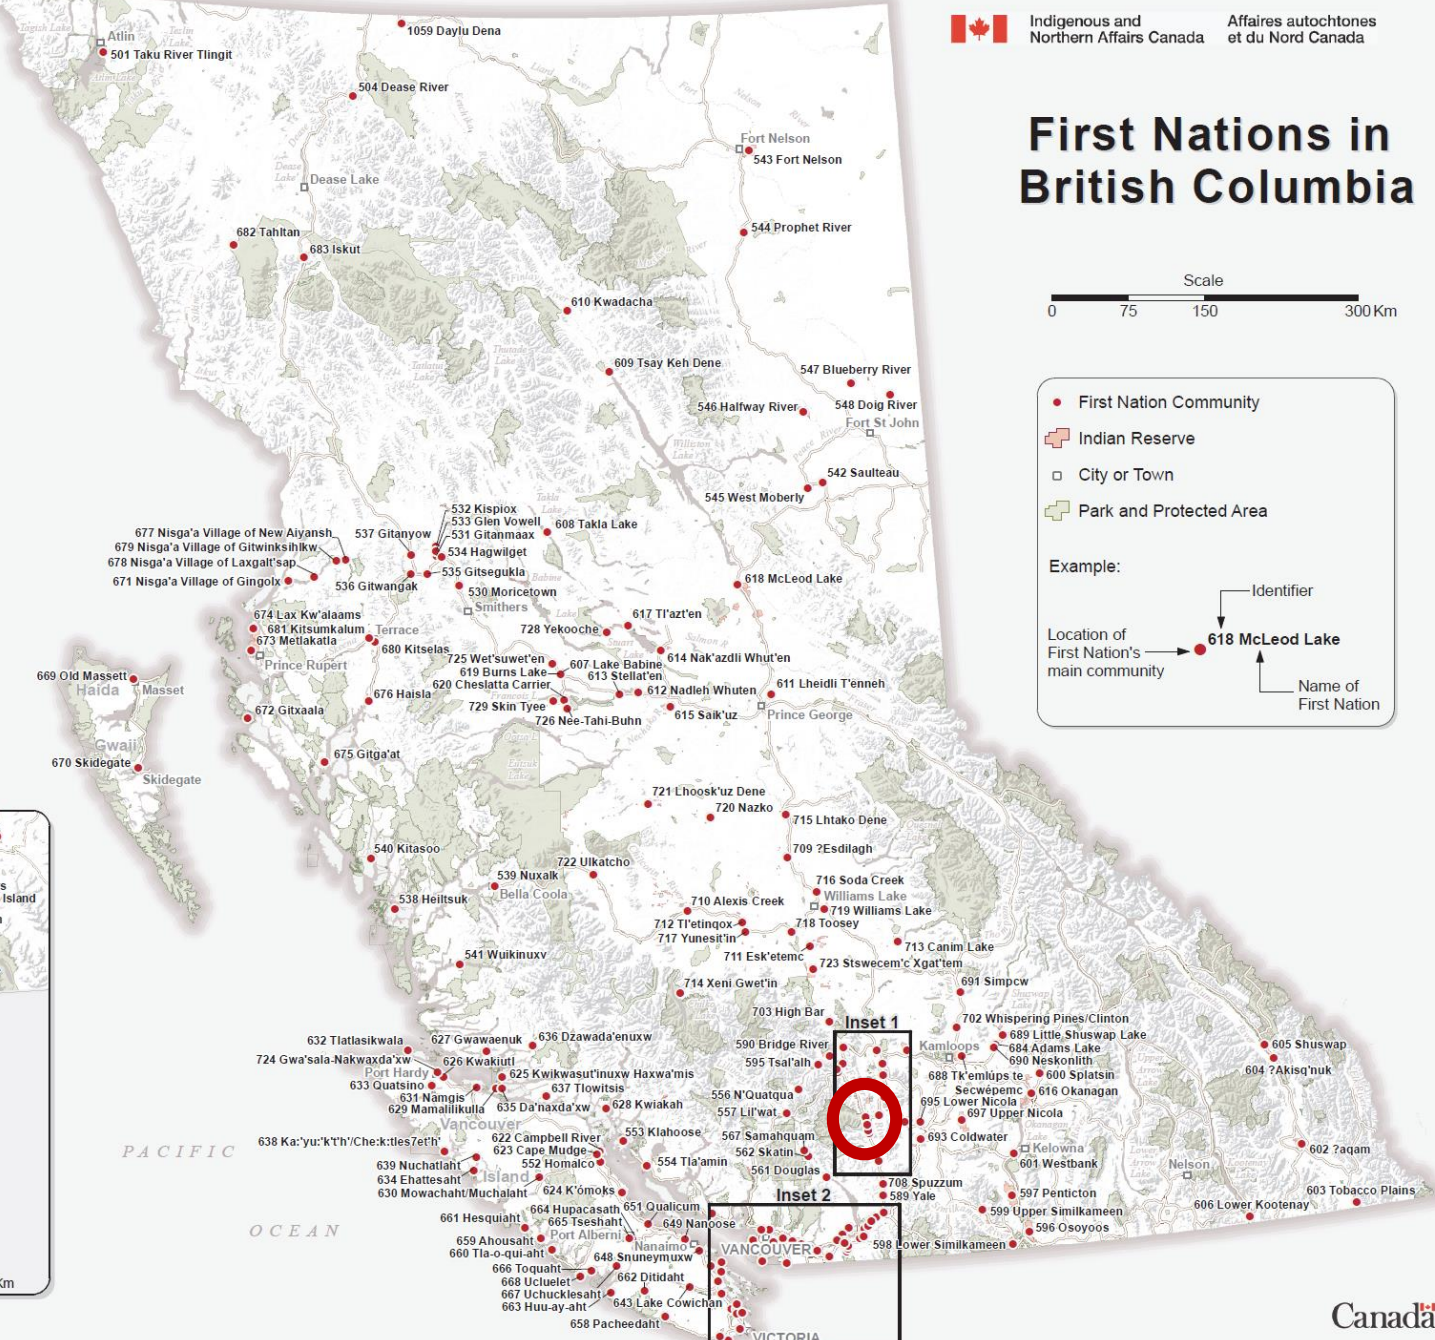 Indigenous and
Northern Affairs Canada
Affaires autochtones
et du Nord Canada
First Nations in
British Columbia
Scale
0 75 150 300 Km
First Nation Community
Indian Reserve
City or Town
Park and Protected Area
Example:
Identifier
Location of
First Nation's
main community
618 McLeod Lake
Name of
First Nation
Atlin
501 Taku River Tlingit
1059 Daylu Dena
504 Dease River
Fort Nelson
543 Fort Nelson
Dease Lake
544 Prophet River
682 Tahltan
683 Iskut
610 Kwadacha
609 Tsay Keh Dene
547 Blueberry River
546 Halfway River
548 Doig River
Fort St John
542 Saulteau
545 West Moberly
532 Kispiox
533 Glen Vowell
531 Gitanmaax
608 Takla Lake
677 Nisga'a Village of New Aiyansh
537 Gitanyow
679 Nisga'a Village of Gitwinksihlkw
534 Hagwilget
678 Nisga'a Village of Laxgalt'sap
535 Gitsegukla
671 Nisga'a Village of Gingolx
536 Gitwangak
530 Moricetown
618 McLeod Lake
Smithers
674 Lax Kw'alaams
681 Kitsumkalum
Terrace
673 Metlakatla
680 Kitselas
Prince Rupert
617 Tl'azt'en
728 Yekooche
614 Nak'azdli Whut'en
725 Wet'suwet'en
607 Lake Babine
619 Burns Lake
613 Stellat'en
620 Cheslatta Carrier
612 Nadleh Whuten
611 Lheidli T'enneh
729 Skin Tyee
615 Saik'uz
Prince George
726 Nee-Tahi-Buhn
669 Old Massett
Haida
Masset
676 Haisla
672 Gitxaala
Gwaii
670 Skidegate
Skidegate
675 Gitga'at
721 Lhoosk'uz Dene
720 Nazko
715 Lhtako Dene
540 Kitasoo
709 ?Esdilagh
722 Ulkatcho
539 Nuxalk
Bella Coola
716 Soda Creek
Williams Lake
538 Heiltsuk
710 Alexis Creek
719 Williams Lake
712 Tl'etinqox
718 Toosey
717 Yunesit'in
713 Canim Lake
711 Esk'etemc
541 Wuikinuxv
723 Stswecem'c Xgat'tem
714 Xeni Gwet'in
691 Simpcw
703 High Bar
Inset 1
702 Whispering Pines/Clinton
689 Little Shuswap Lake
684 Adams Lake
690 Neskonlith
Kamloops
590 Bridge River
595 Tsal'alh
605 Shuswap
604 ?Akisq'nuk
688 Tk'emlúps te
Secwépemc
600 Splatsin
616 Okanagan
695 Lower Nicola
697 Upper Nicola
632 Tlatlasikwala
627 Gwawaenuk
636 Dzawada'enuxw
724 Gwa'sala-Nakwaxda'xw
626 Kwakiutl
Port Hardy
625 Kwikwasut'inuxw Haxwa'mis
633 Quatsino
637 Tlowitsis
631 Namgis
629 Mamalilikulla
635 Da'naxda'xw
628 Kwiakah
556 N'Quatqua
557 Lil'wat
Vancouver
Island
693 Coldwater
Kelowna
601 Westbank
602 ?aqam
Nelson
567 Samahquam
562 Skatin
561 Douglas
638 Ka:'yu:'k't'h'/Che:k:tles7et'h'
622 Campbell River
553 Klahoose
623 Cape Mudge
552 Homalco
554 Tla'amin
639 Nuchatlaht
634 Ehattesaht
630 Mowachaht/Muchalaht
624 K'ómoks
708 Spuzzum
589 Yale
597 Penticton
603 Tobacco Plains
606 Lower Kootenay
599 Upper Similkameen
596 Osoyoos
598 Lower Similkameen
Inset 2
664 Hupacasath
651 Qualicum
661 Hesquiaht
665 Tseshaht
649 Nanoose
Port Alberni
659 Ahousaht
Nanaimo
660 Tla-o-qui-aht
648 Snuneymuxw
VANCOUVER
666 Toquaht
668 Ucluelet
662 Ditidaht
667 Uchucklesaht
663 Huu-ay-aht
643 Lake Cowichan
658 Pacheedaht
VICTORIA
PACIFIC
OCEAN
Island
Km
Canada